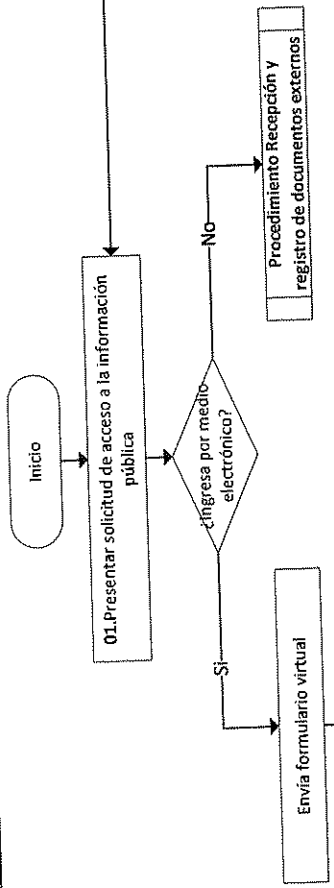 Inicio
01.Presentar solicitud de acceso a la información
pública
¿Ingresa por medio
electrónico?
Si
No
Envía formulario virtual
Procedimiento Recepción y
registro de documentos externos